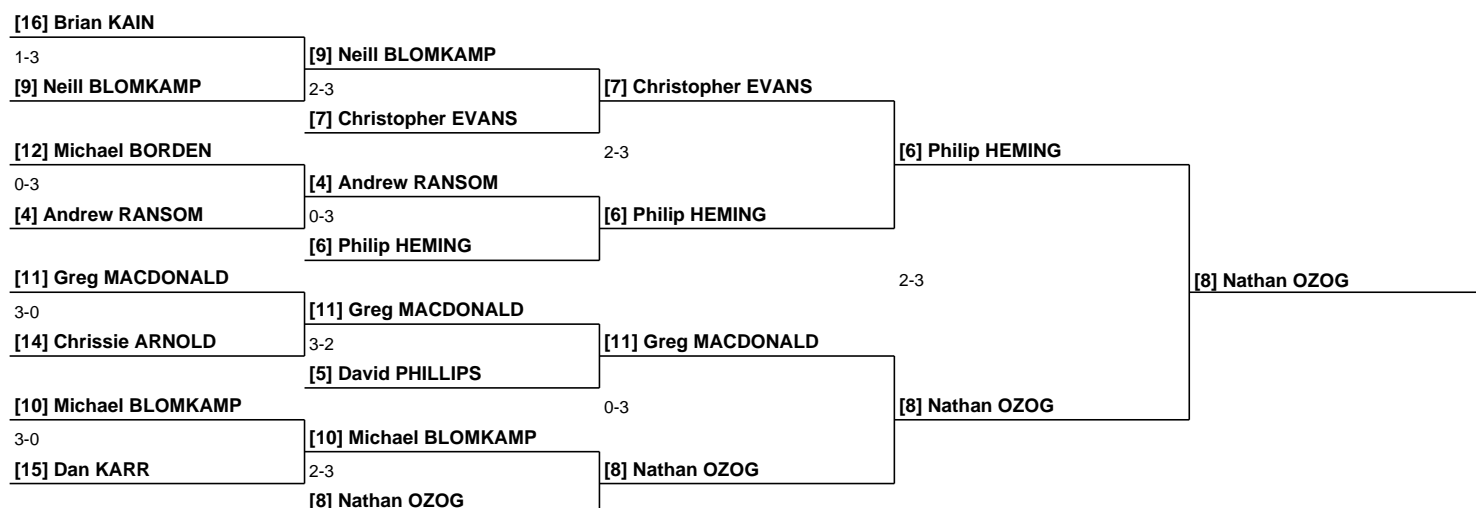 [16] Brian KAIN
1-3
[9] Neill BLOMKAMP
[9] Neill BLOMKAMP
2-3
[7] Christopher EVANS
[7] Christopher EVANS
[12] Michael BORDEN
0-3
[4] Andrew RANSOM
[4] Andrew RANSOM
0-3
[6] Philip HEMING
2-3
[6] Philip HEMING
[6] Philip HEMING
[11] Greg MACDONALD
3-0
[14] Chrissie ARNOLD
[11] Greg MACDONALD
3-2
[5] David PHILLIPS
[11] Greg MACDONALD
2-3
[8] Nathan OZOG
[10] Michael BLOMKAMP
3-0
[15] Dan KARR
[10] Michael BLOMKAMP
2-3
[8] Nathan OZOG
0-3
[8] Nathan OZOG
[8] Nathan OZOG